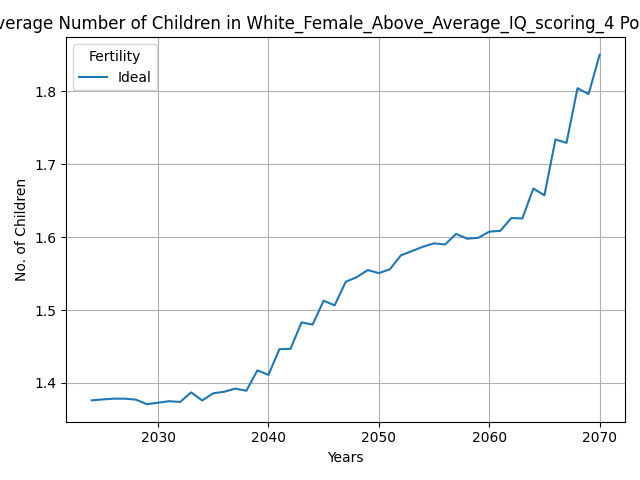 verage Number of Children in White_Female_Above_Average_IQ_scoring_4 Po
Fertility
Ideal
No. of Children
1.8
1.7
1.6
1.5
1.4
2030 2040 2050 2060 2070
Years